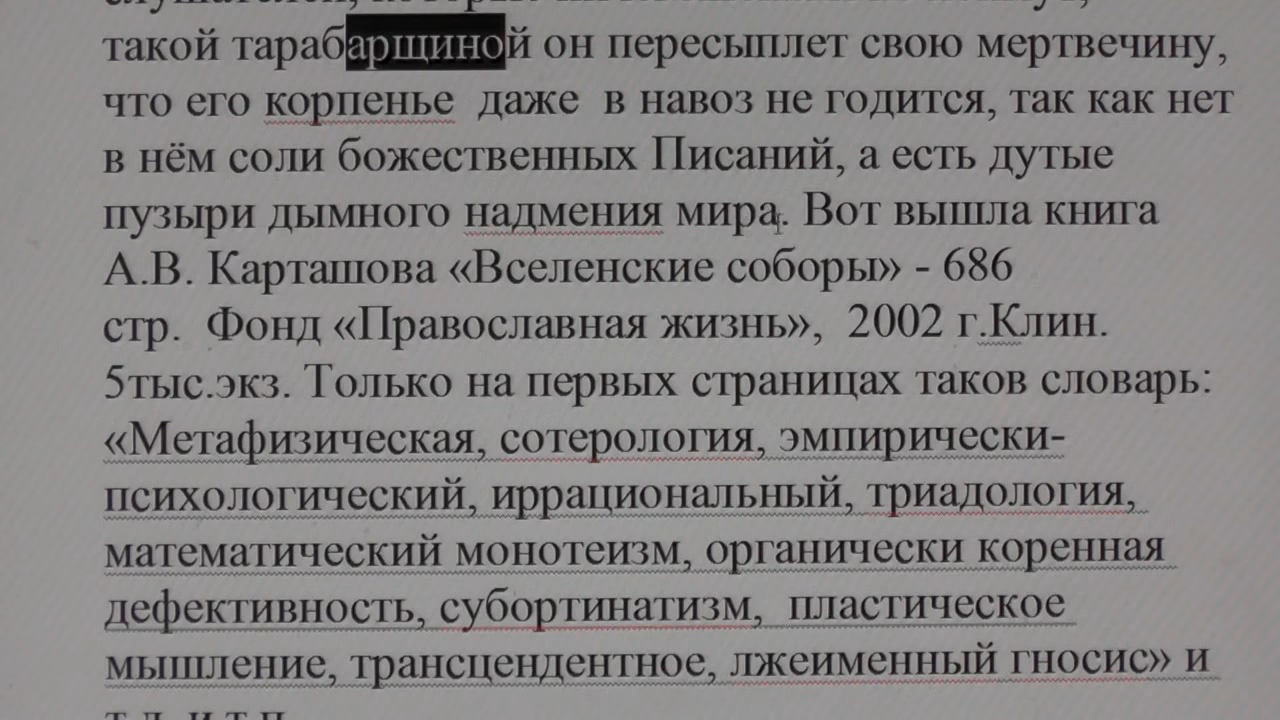 такой тарабарщиной он пересыплет свою мертвечину,
что его корпенье даже в навоз не годится, так как нет
в нём соли божественных Писаний, а есть дутые
пузыри дымного надмения мира. Вот вышла книга
А.В. Карташова «Вселенские соборы» - 686
стр. Фонд «Православная жизнь», 2002 г.Клин.
5тыс.экз. Только на первых страницах таков словарь:
«Метафизическая, сотерология, эмпирически-
психологический, иррациональный, триадология,
математический монотеизм, органически коренная
дефективность, субортинатизм, пластическое
мышление, трансцендентное, лжеименный гносис» и
т.д. и т.п.